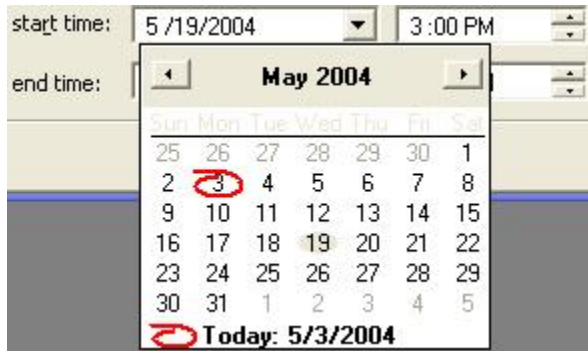 start time: 5 /19/2004 3 :00 PM
end time:
May 2004
Sun Mon Tue Wed Thu Fri Sat
25 26 27 28 29 30 1
2 3 4 5 6 7 8
9 10 11 12 13 14 15
16 17 18 19 20 21 22
23 24 25 26 27 28 29
30 31 1 2 3 4 5
Today: 5/3/2004